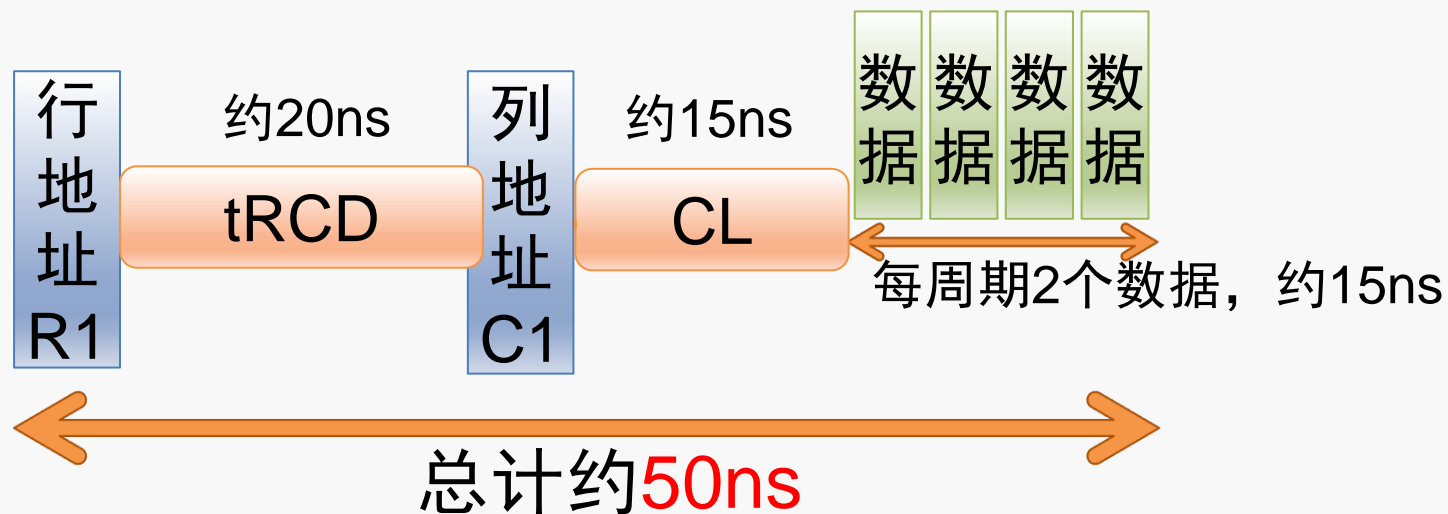 行地址R1
约20ns
tRCD
列地址C1
约15ns
CL
数据
数据
数据
数据
每周期2个数据，约15ns
总计约50ns